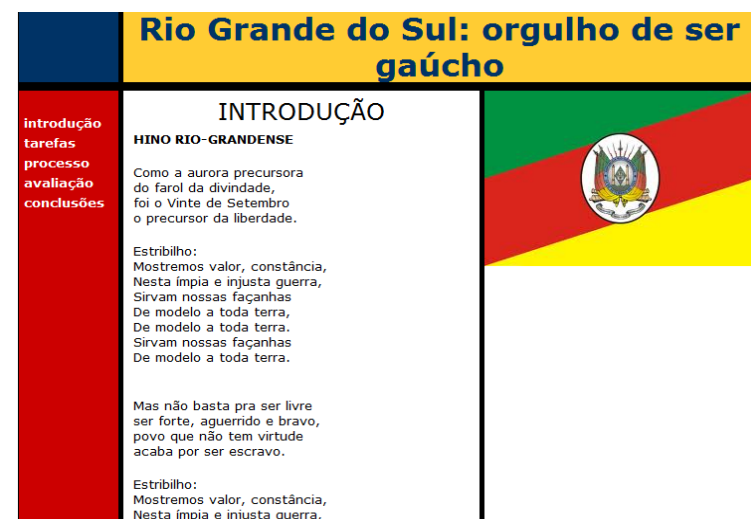 Rio Grande do Sul: orgulho de ser
gaúcho
introdução
tarefas
processo
avaliação
conclusões
INTRODUÇÃO
HINO RIO-GRANDENSE
Como a aurora precursora
do farol da divindade,
foi o Vinte de Setembro
o precursor da liberdade.
Estribilho:
Mostremos valor, constância,
Nesta ímpia e injusta guerra,
Sirvam nossas façanhas
De modelo a toda terra,
De modelo a toda terra.
Sirvam nossas façanhas
De modelo a toda terra.
Mas não basta pra ser livre
ser forte, aguerrido e bravo,
povo que não tem virtude
acaba por ser escravo.
Estribilho:
Mostremos valor, constância,
Nesta ímpia e injusta guerra,